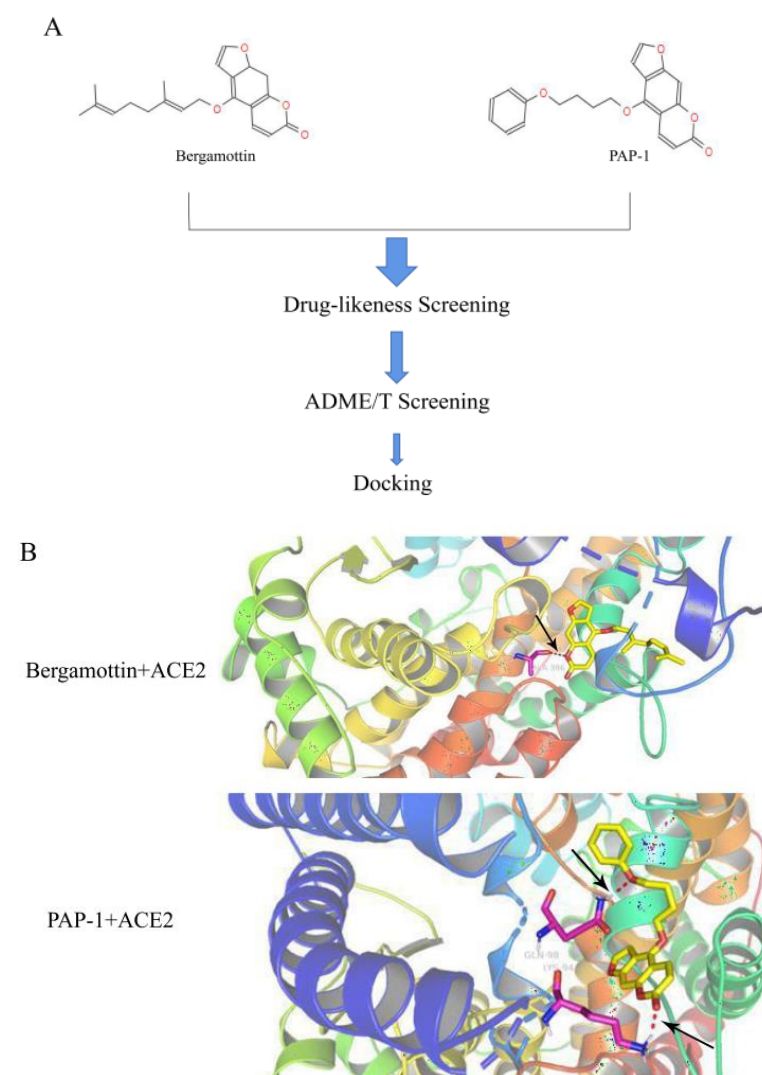 A
O
O
O
O
Bergamottin
O
O
O
O
O
PAP-1
Drug-likeness Screening
ADME/T Screening
Docking
B
Bergamottin+ACE2
PAP-1+ACE2
GLN-98